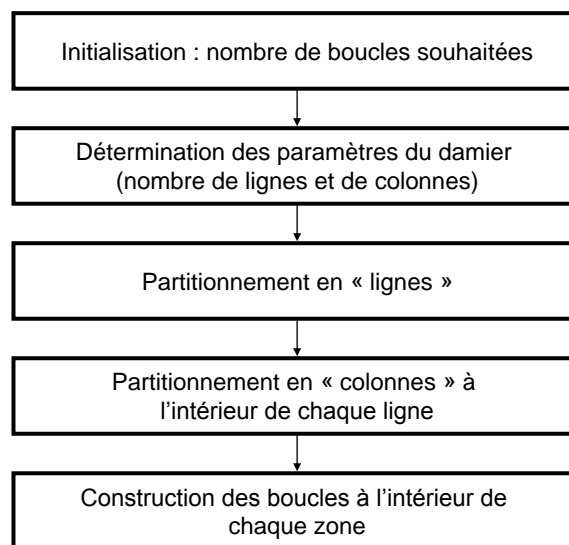 Initialisation : nombre de boucles souhaitées
Détermination des paramètres du damier
(nombre de lignes et de colonnes)
Partitionnement en « lignes »
Partitionnement en « colonnes » à
l’intérieur de chaque ligne
Construction des boucles à l’intérieur de
chaque zone